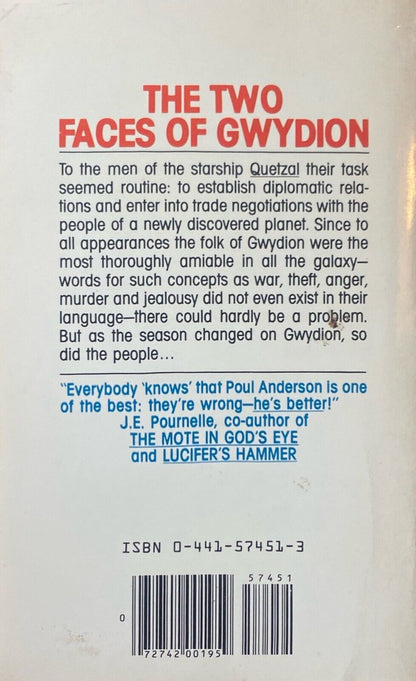 THE TWO
FACES OF GWYDION
To the men of the starship Quetzal their task
seemed routine: to establish diplomatic rela-
tions and enter into trade negotiations with the
people of a newly discovered planet. Since to
all appearances the folk of Gwydion were the
most thoroughly amiable in all the galaxy—
words for such concepts as war, theft, anger,
murder and jealousy did not even exist in their
language—there could hardly be a problem.
But as the season changed on Gwydion, so
did the people...
"Everybody 'knows' that Poul Anderson is one
of the best: they're wrong—he's better!"
J.E. Pournelle, co-author of
THE MOTE IN GOD'S EYE
and LUCIFER'S HAMMER
ISBN 0-441-57451-3
57451
0
72742 00195